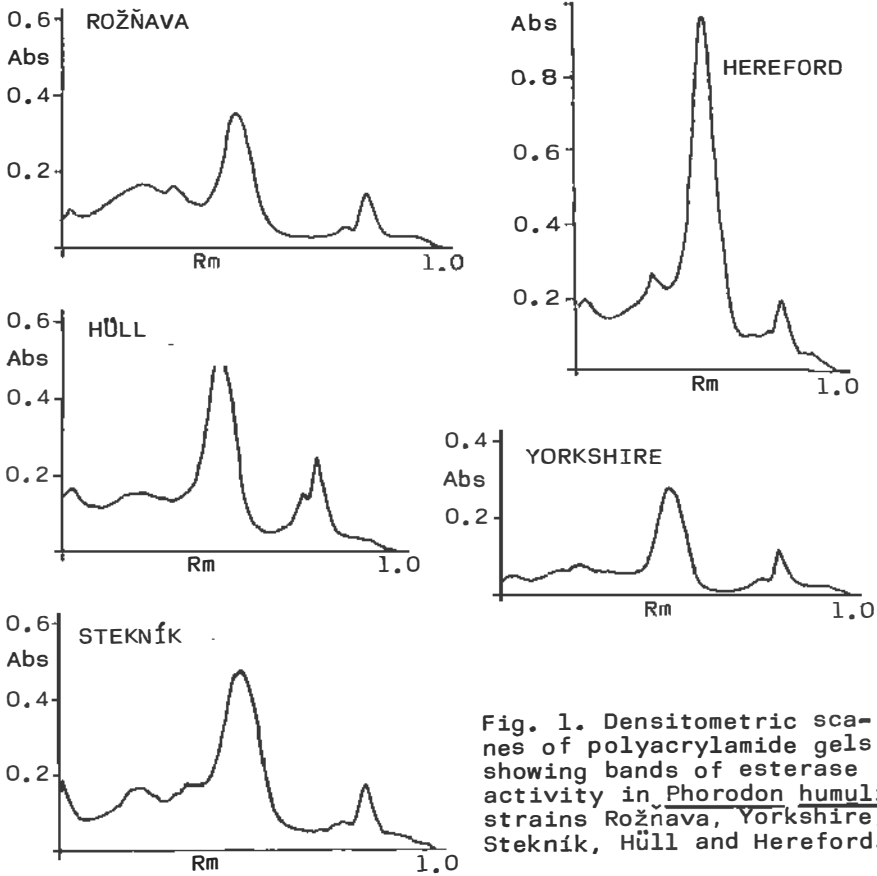 0.6
ROŽŇAVA
Abs
0.4
0.2
Rm
1.0
Abs
HEREFORD
0.8
0.6
0.4
0.2
Rm
1.0
0.6
HÜLL
Abs
0.4
0.2
Rm
1.0
0.4
YORKSHIRE
Abs
0.2
Rm
1.0
0.6
STEKNÍK
Abs
0.4
0.2
Rm
1.0
Fig. 1. Densitometric sca-
nes of polyacrylamide gels
showing bands of esterase
activity in Phorodon humul
strains Rožňava, Yorkshire
Stekník, Hüll and Hereford.